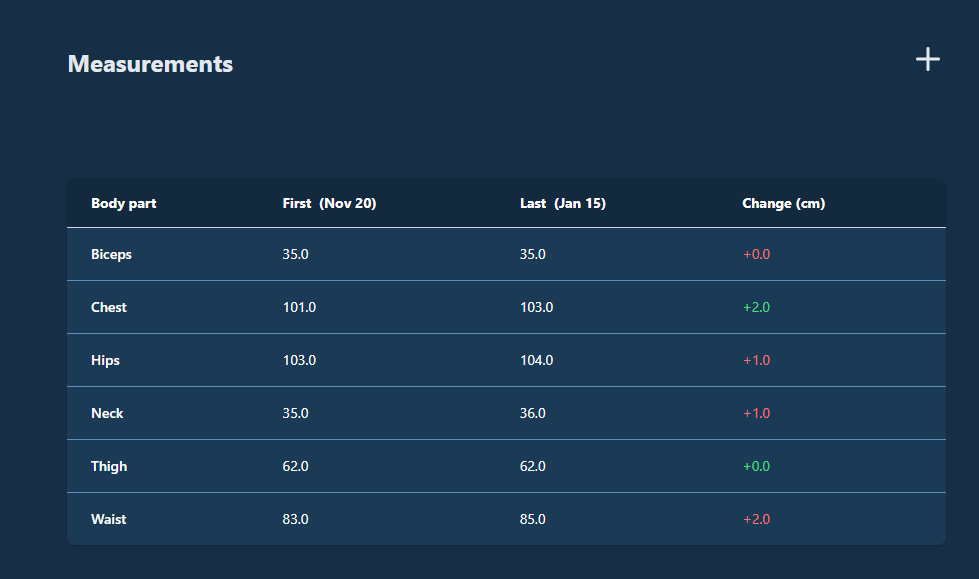 Measurements
Body part First (Nov 20) Last (Jan 15) Change (cm)
Biceps 35.0 35.0 +0.0
Chest 101.0 103.0 +2.0
Hips 103.0 104.0 +1.0
Neck 35.0 36.0 +1.0
Thigh 62.0 62.0 +0.0
Waist 83.0 85.0 +2.0